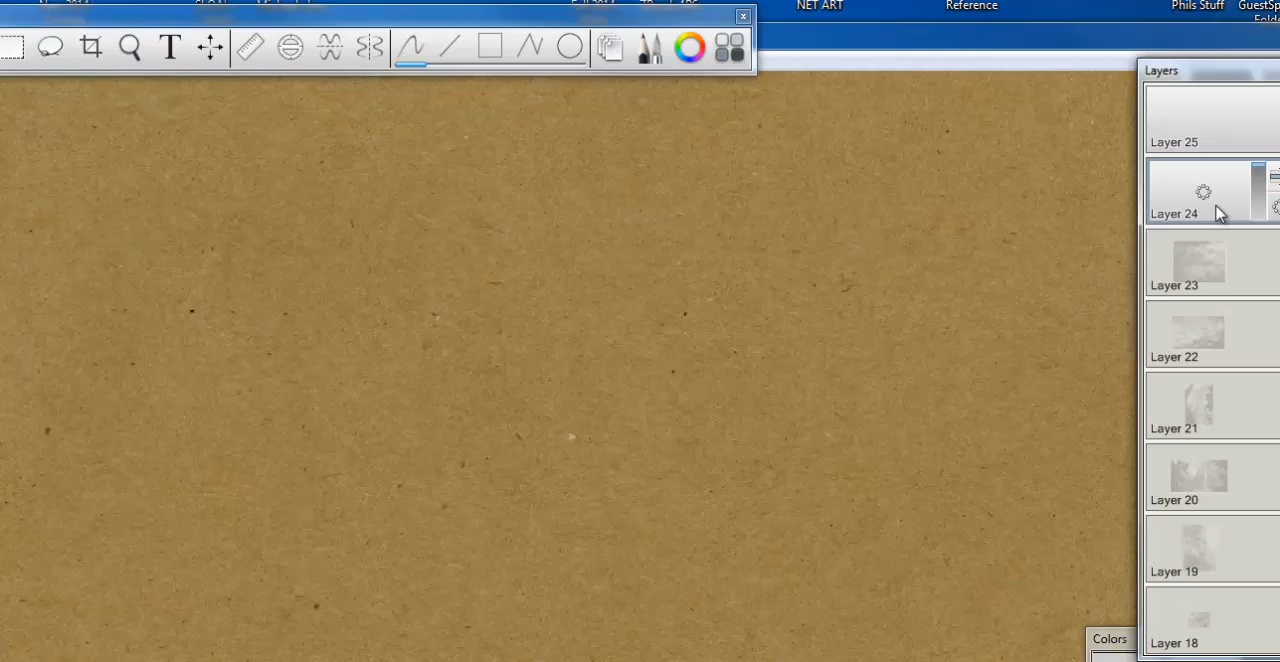 NET ART
Reference
Phils Stuff
T
Layers
Layer 25
Layer 24
Layer 23
Layer 22
Layer 21
Layer 20
Layer 19
Layer 18
Colors